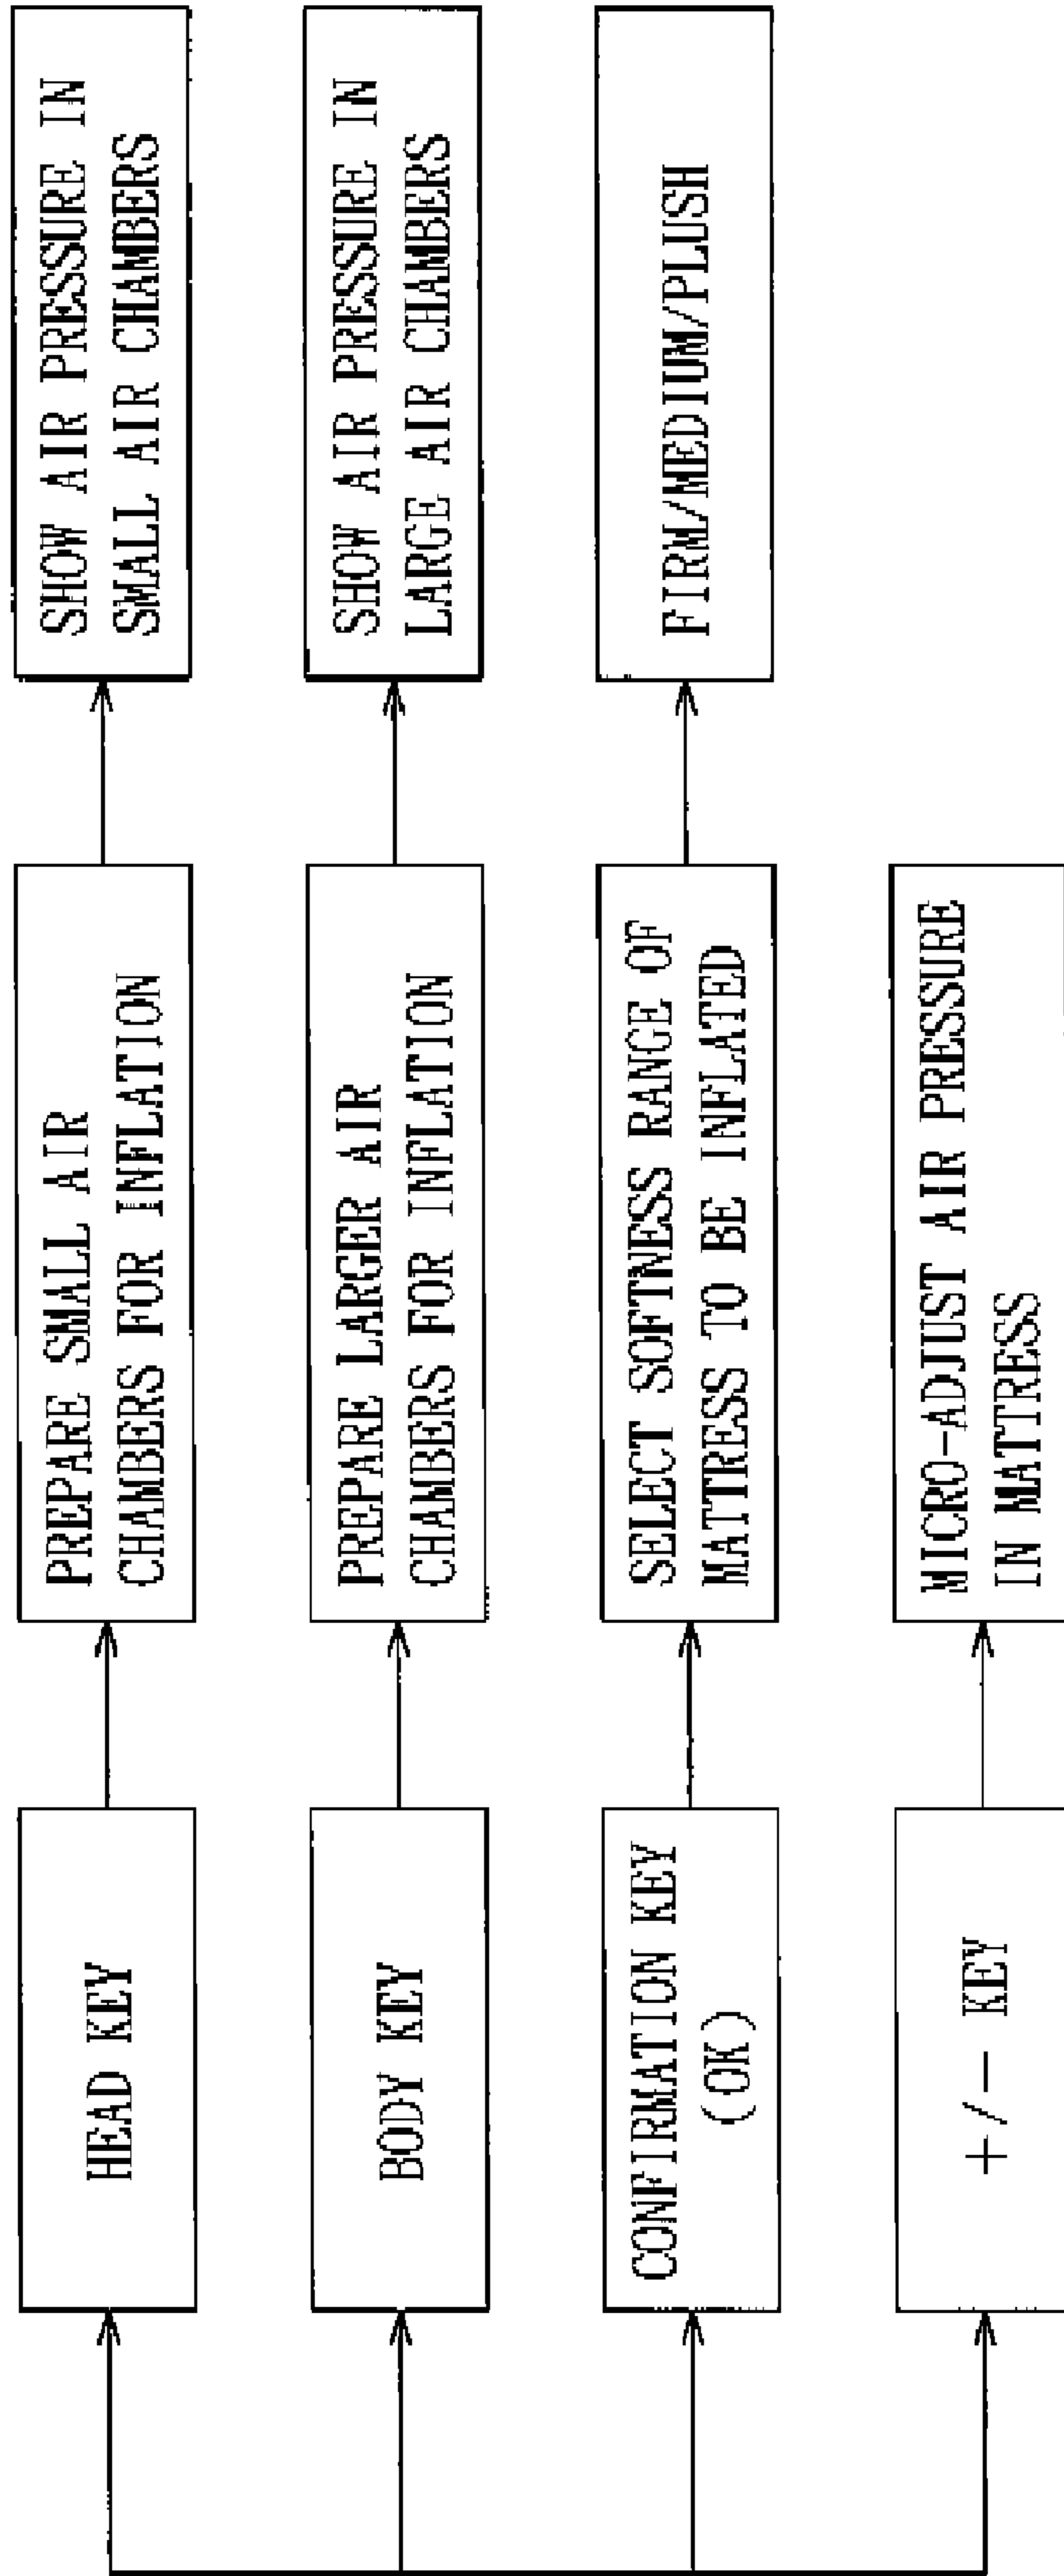 HEAD KEY
PREPARE SMALL AIR
CHAMBERS FOR INFLATION
SHOW AIR PRESSURE IN
SMALL AIR CHAMBERS
BODY KEY
PREPARE LARGER AIR
CHAMBERS FOR INFLATION
SHOW AIR PRESSURE IN
LARGE AIR CHAMBERS
CONFIRMATION KEY
(OK)
SELECT SOFTNESS RANGE OF
MATTRESS TO BE INFLATED
FIRM/MEDIUM/PLUSH
+/- KEY
MICRO-ADJUST AIR PRESSURE
IN MATTRESS